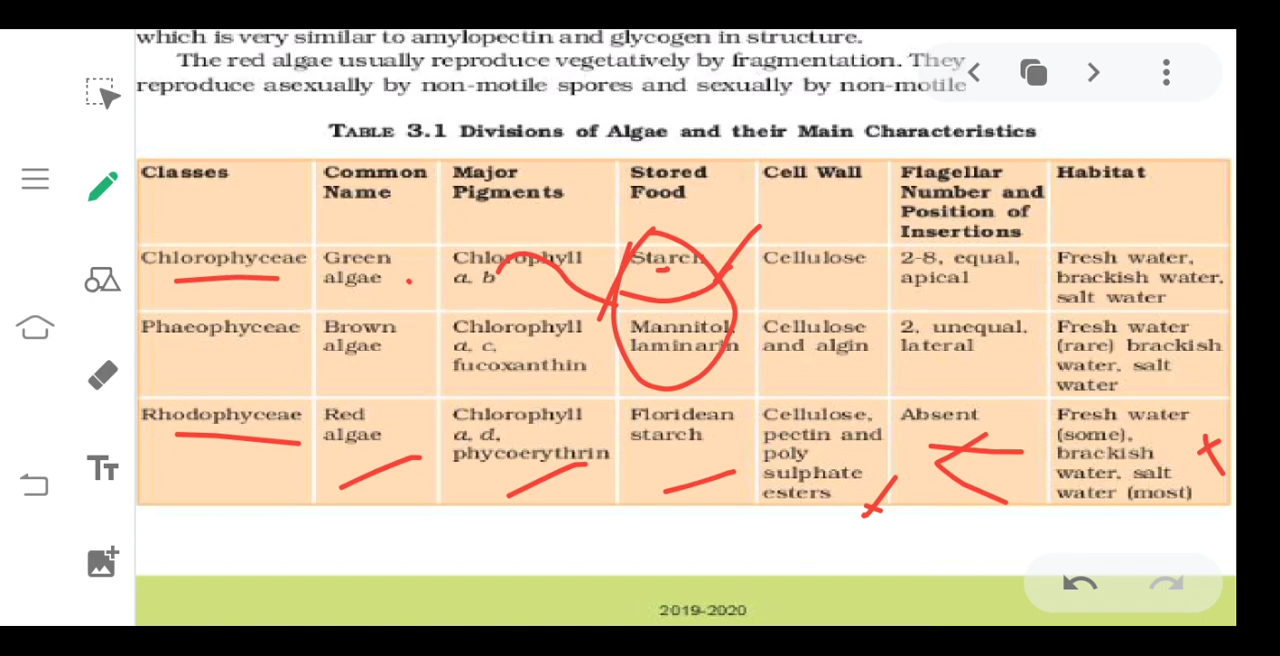 which is very similar to amylopectin and glycogen in structure.
The red algae usually reproduce vegetatively by fragmentation. They
reproduce asexually by non-motile spores and sexually by non-motile
TABLE 3.1 Divisions of Algae and their Main Characteristics
Classes
Common
Name
Major
Pigments
Stored
Food
Cell Wall
Flagellar
Number and
Position of
Insertions
Habitat
Chlorophyceae
Green
algae
Chlorophyll
a, b
Starch
Cellulose
2-8, equal,
apical
Fresh water,
brackish water,
salt water
Phaeophyceae
Brown
algae
Chlorophyll
a, c,
fucoxanthin
Mannitol,
laminarin
Cellulose
and algin
2, unequal,
lateral
Fresh water
(rare) brackish
water, salt
water
Rhodophyceae
Red
algae
Chlorophyll
a, d,
phycoerythrin
Floridean
starch
Cellulose,
pectin and
poly
sulphate
esters
Absent
Fresh water
(some),
brackish
water, salt
water (most)
2019-2020
TT